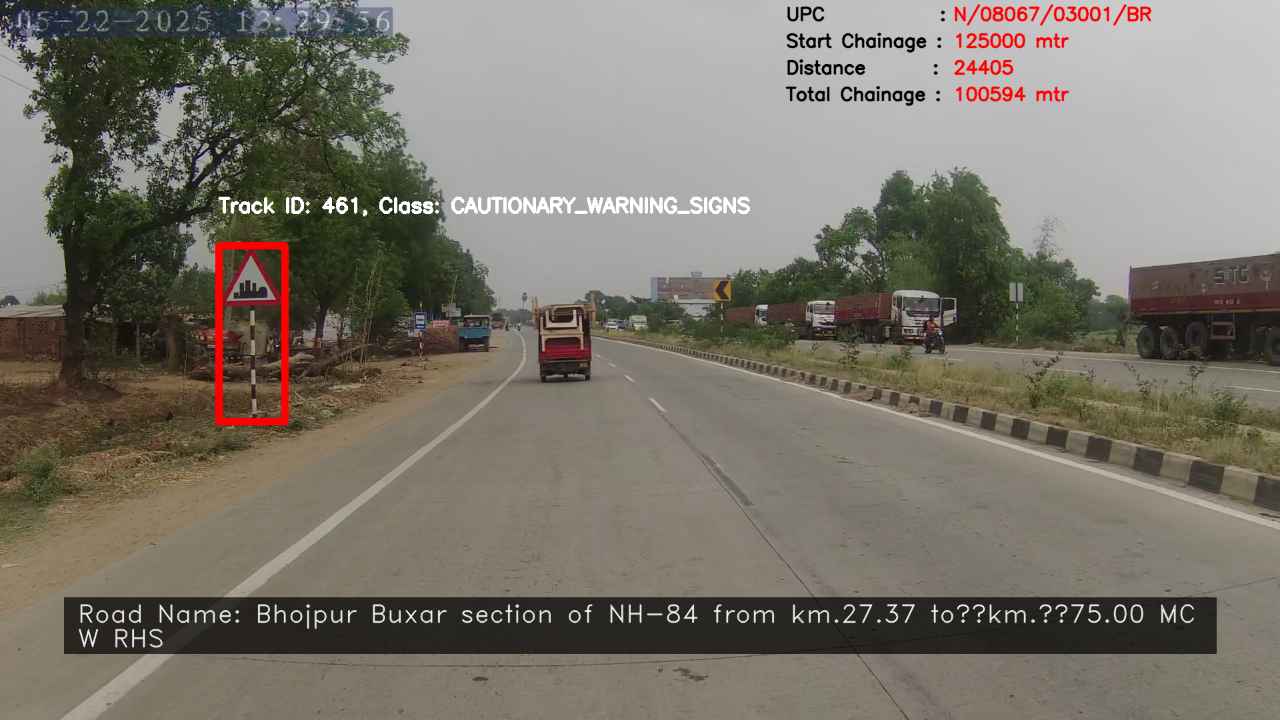 05-22-2025 13:29:56
UPC : N/08067/03001/BR
Start Chainage : 125000 mtr
Distance : 24405
Total Chainage : 100594 mtr
Track ID: 461, Class: CAUTIONARY_WARNING_SIGNS
Road Name: Bhojpur Buxar section of NH-84 from km.27.37 to??km.??75.00 MC
W RHS